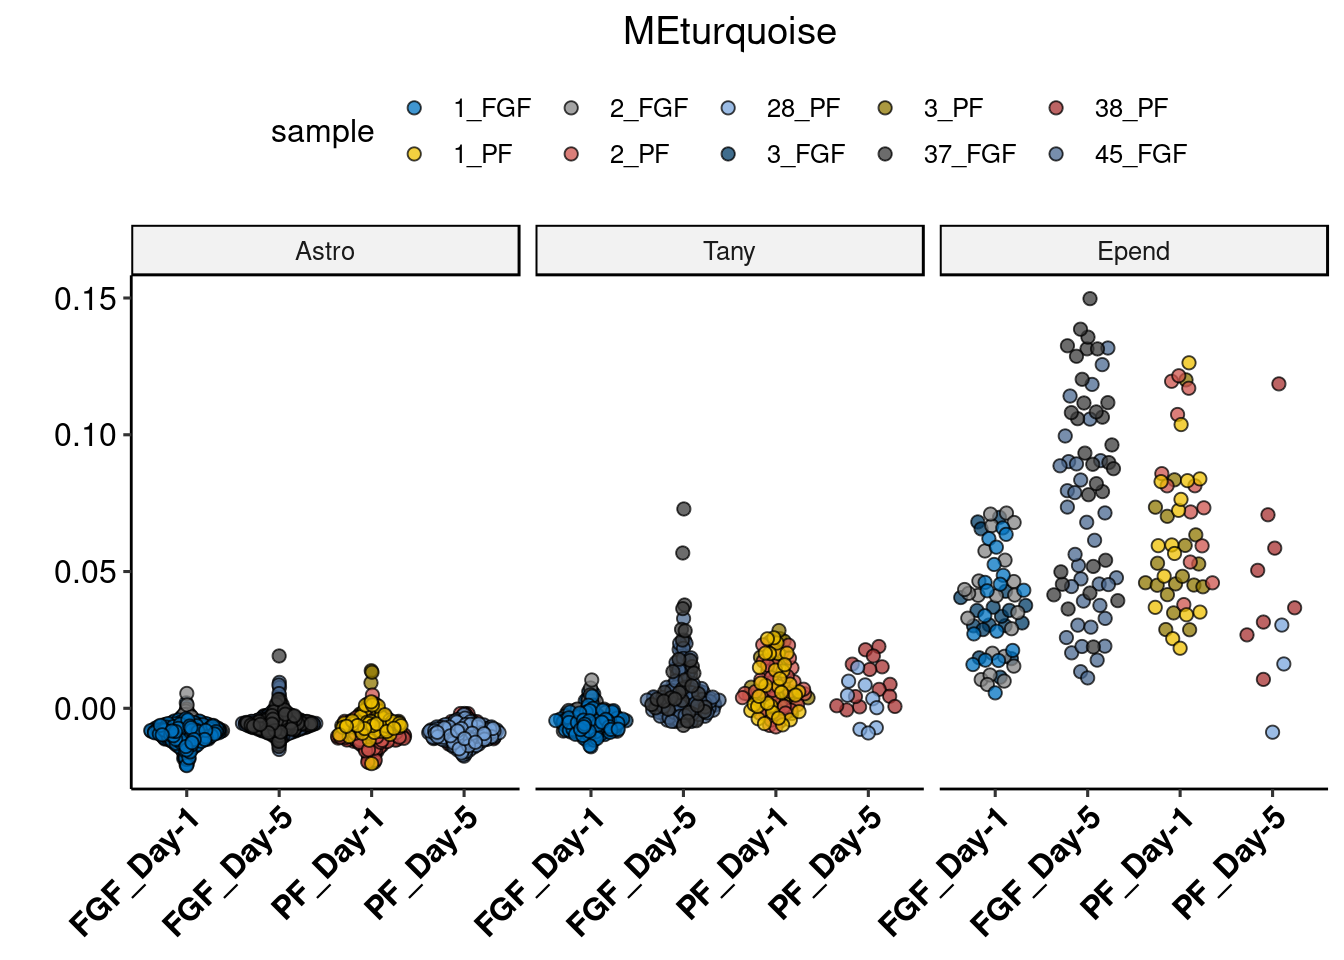 MEturquoise
sample
1_FGF 2_FGF 28_PF 3_PF 38_PF
1_PF 2_PF 3_FGF 37_FGF 45_FGF
Astro Tany Epend
0.15
0.10
0.05
0.00
FGF_Day-1 FGF_Day-5 PF_Day-1 PF_Day-5 FGF_Day-1 FGF_Day-5 PF_Day-1 PF_Day-5 FGF_Day-1 FGF_Day-5 PF_Day-1 PF_Day-5